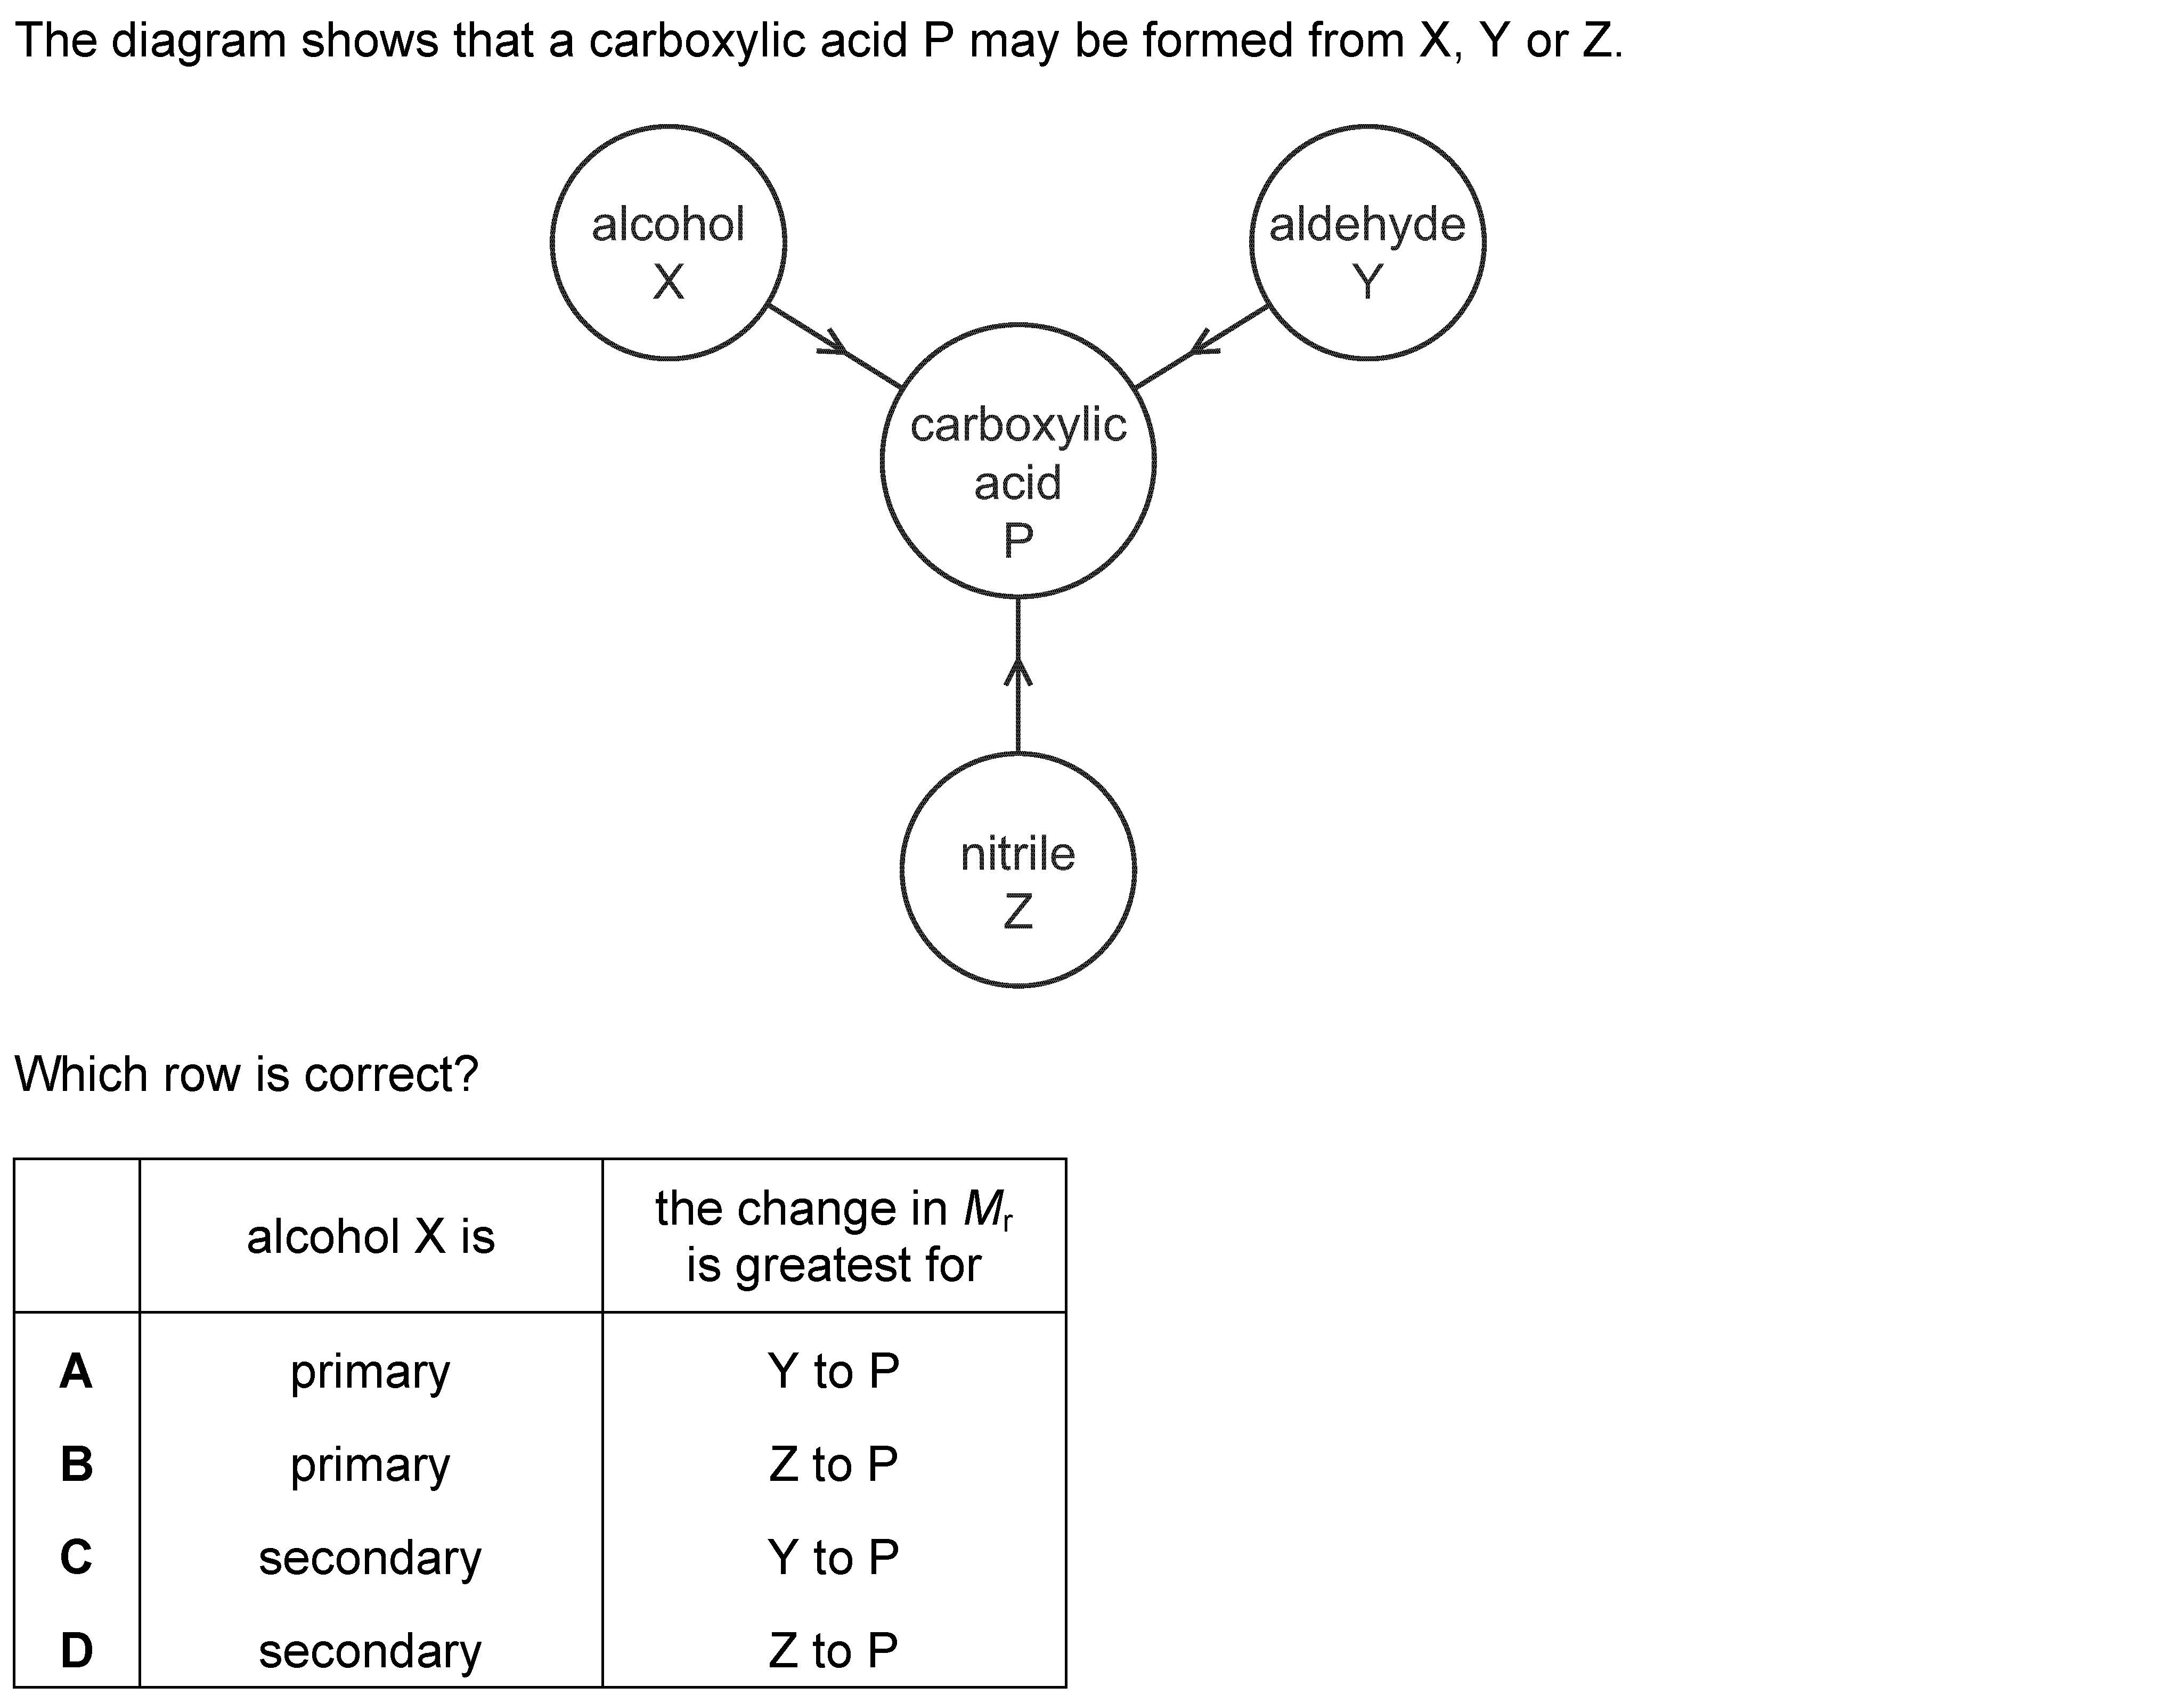 The diagram shows that a carboxylic acid P may be formed from X, Y or Z.
alcohol
X
aldehyde
Y
carboxylic
acid
P
nitrile
Z
Which row is correct?
alcohol X is
the change in Mr
is greatest for
A primary Y to P
B primary Z to P
C secondary Y to P
D secondary Z to P